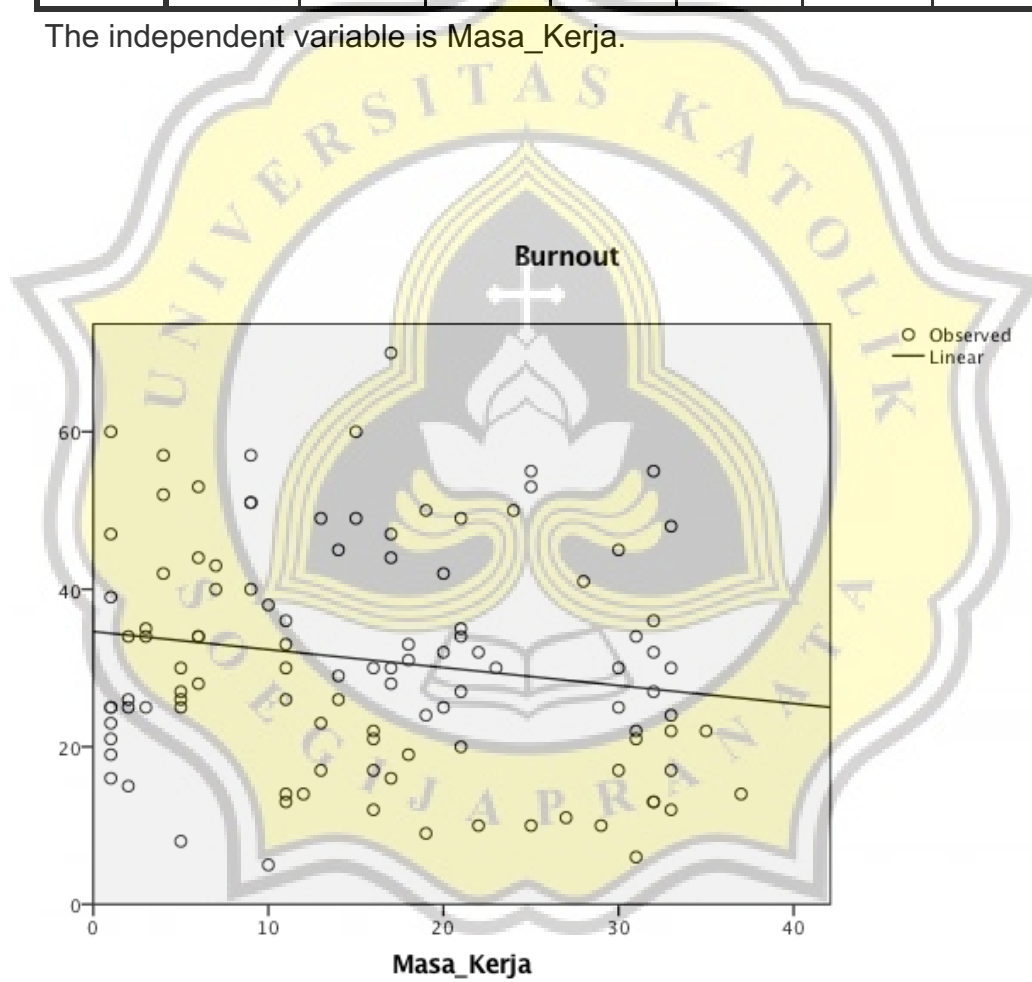 The independent variable is Masa_Kerja.
UNIVERSITAS KATOLIK
Burnout
Observed
Linear
60
40
20
0
0 10 20 30 40
SOEGIJAPRANATA
Masa_Kerja